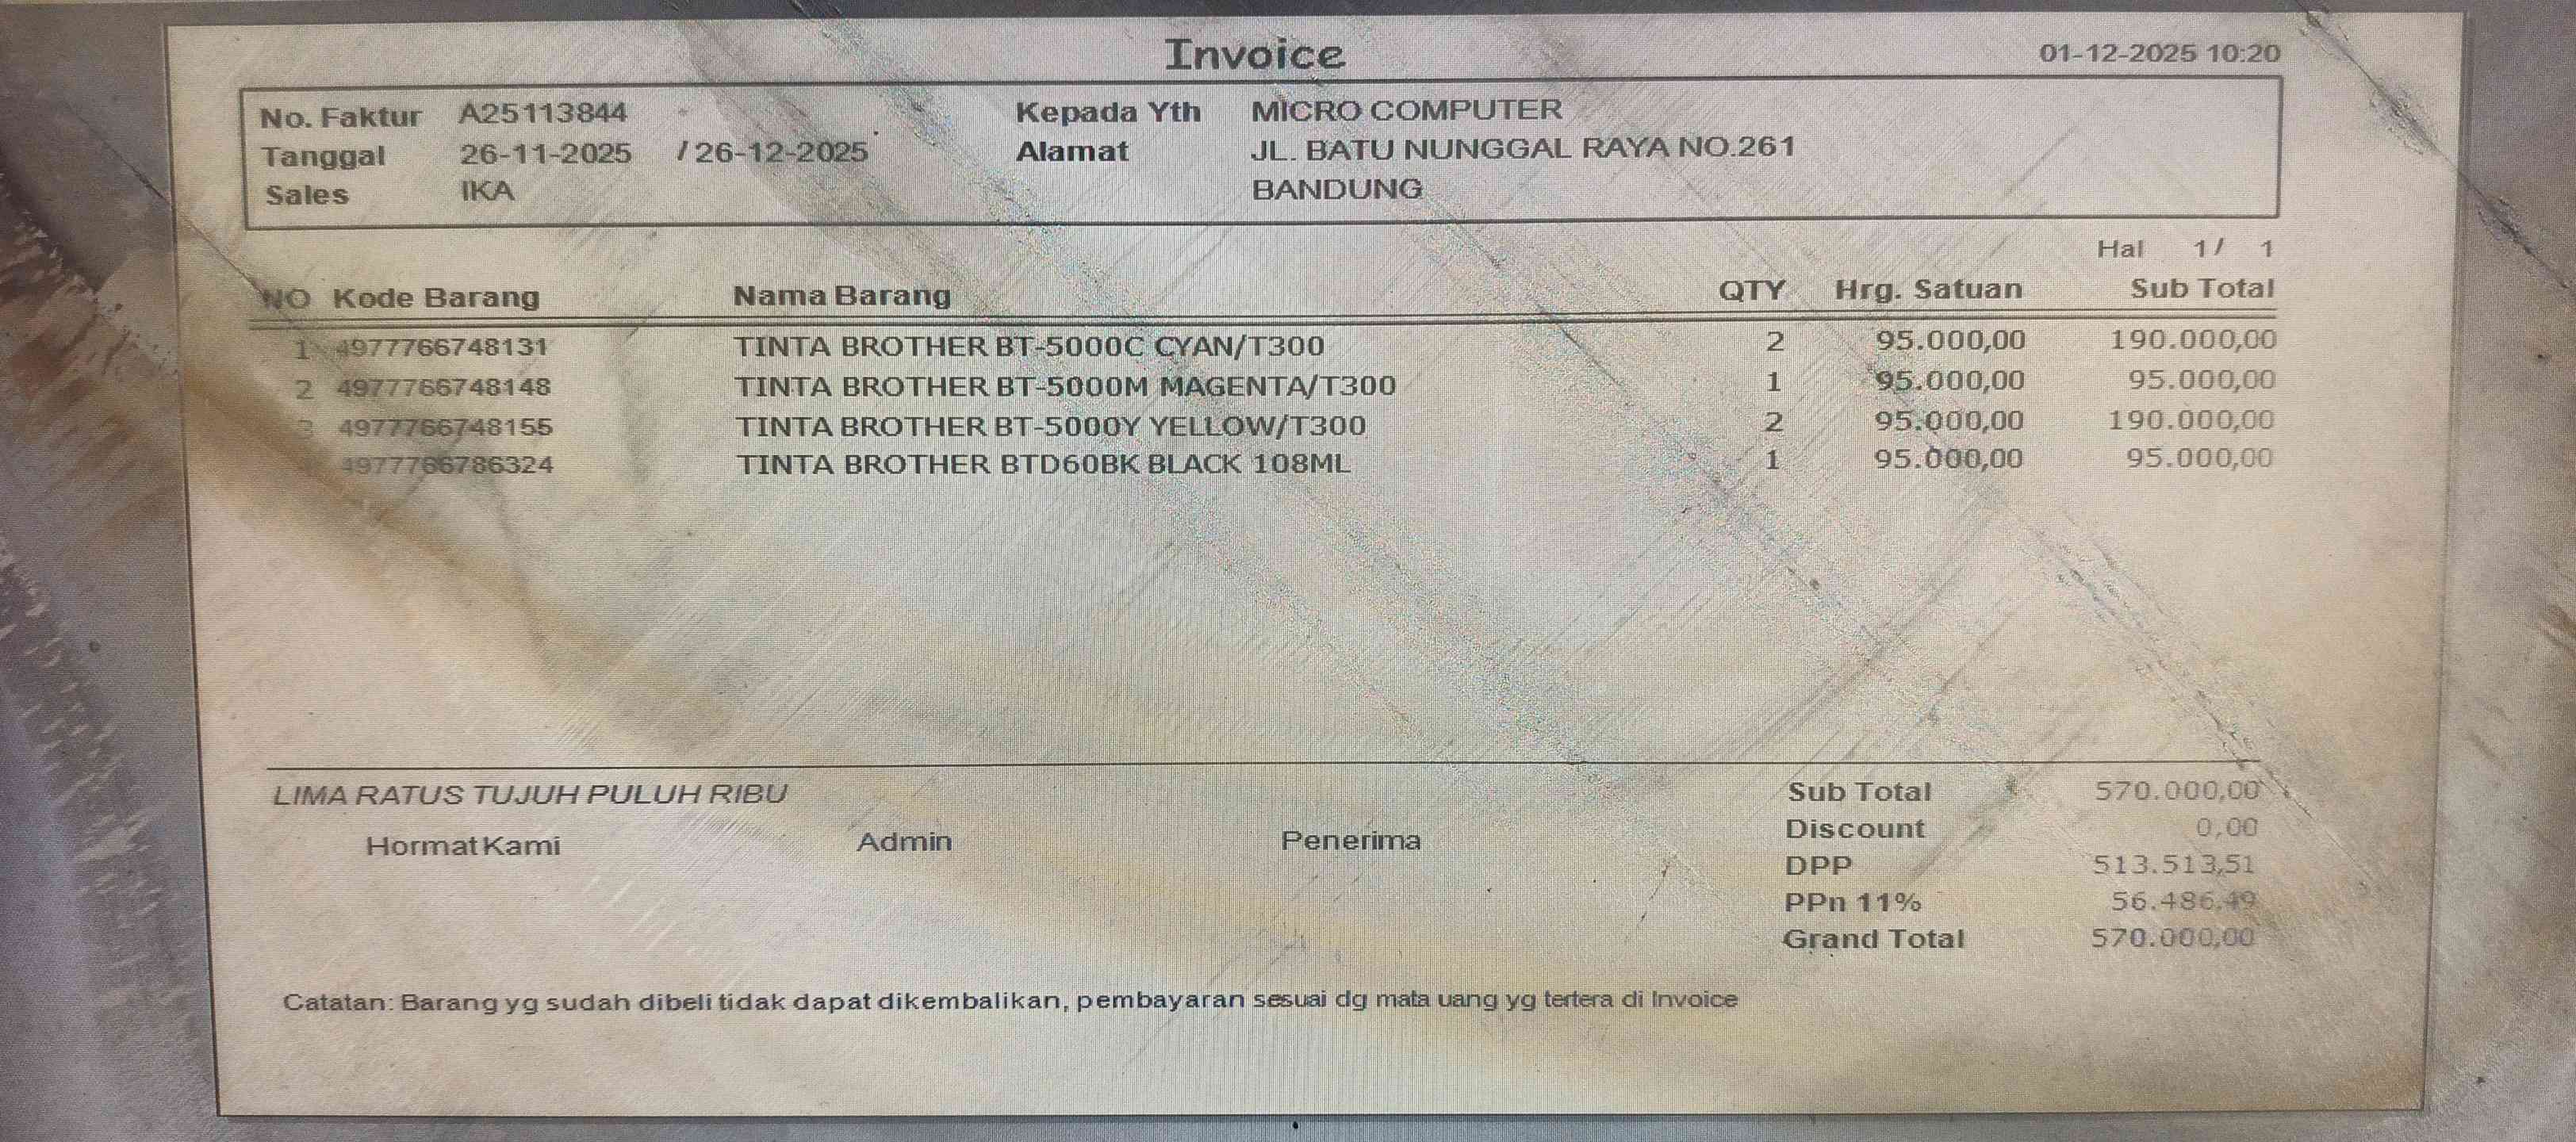 Invoice
01-12-2025 10:20
No. Faktur A25113844 Kepada Yth MICRO COMPUTER
Tanggal 26-11-2025 / 26-12-2025 Alamat JL. BATU NUNGGAL RAYA NO.261
Sales IKA BANDUNG
Hal 1 / 1
NO Kode Barang Nama Barang QTY Hrg. Satuan Sub Total
1 4977766748131 TINTA BROTHER BT-5000C CYAN/T300 2 95.000,00 190.000,00
2 4977766748148 TINTA BROTHER BT-5000M MAGENTA/T300 1 95.000,00 95.000,00
3 4977766748155 TINTA BROTHER BT-5000Y YELLOW/T300 2 95.000,00 190.000,00
4977766786324 TINTA BROTHER BTD60BK BLACK 108ML 1 95.000,00 95.000,00
LIMA RATUS TUJUH PULUH RIBU
Hormat Kami Admin Penerima
Sub Total 570.000,00
Discount 0,00
DPP 513.513,51
PPn 11% 56.486,49
Grand Total 570.000,00
Catatan: Barang yg sudah dibeli tidak dapat dikembalikan, pembayaran sesuai dg mata uang yg tertera di Invoice